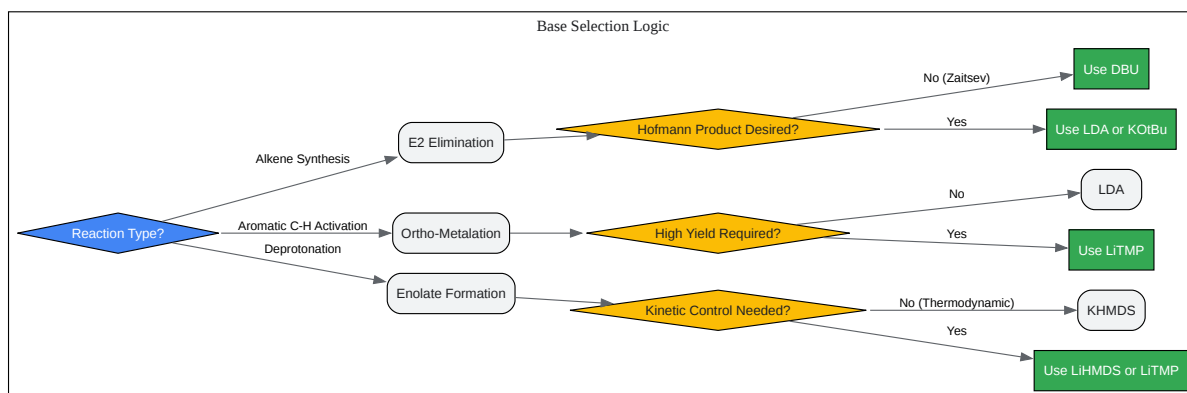 Base Selection Logic
Reaction Type?
Alkene Synthesis
Aromatic C-H Activation
Deprotonation
E2 Elimination
Ortho-Metalation
Enolate Formation
Hofmann Product Desired?
No (Zaitsev)
Yes
Use DBU
Use LDA or KOtBu
High Yield Required?
No
Yes
LDA
Use LiTMP
Kinetic Control Needed?
No (Thermodynamic)
Yes
KHMDS
Use LiHMDS or LiTMP